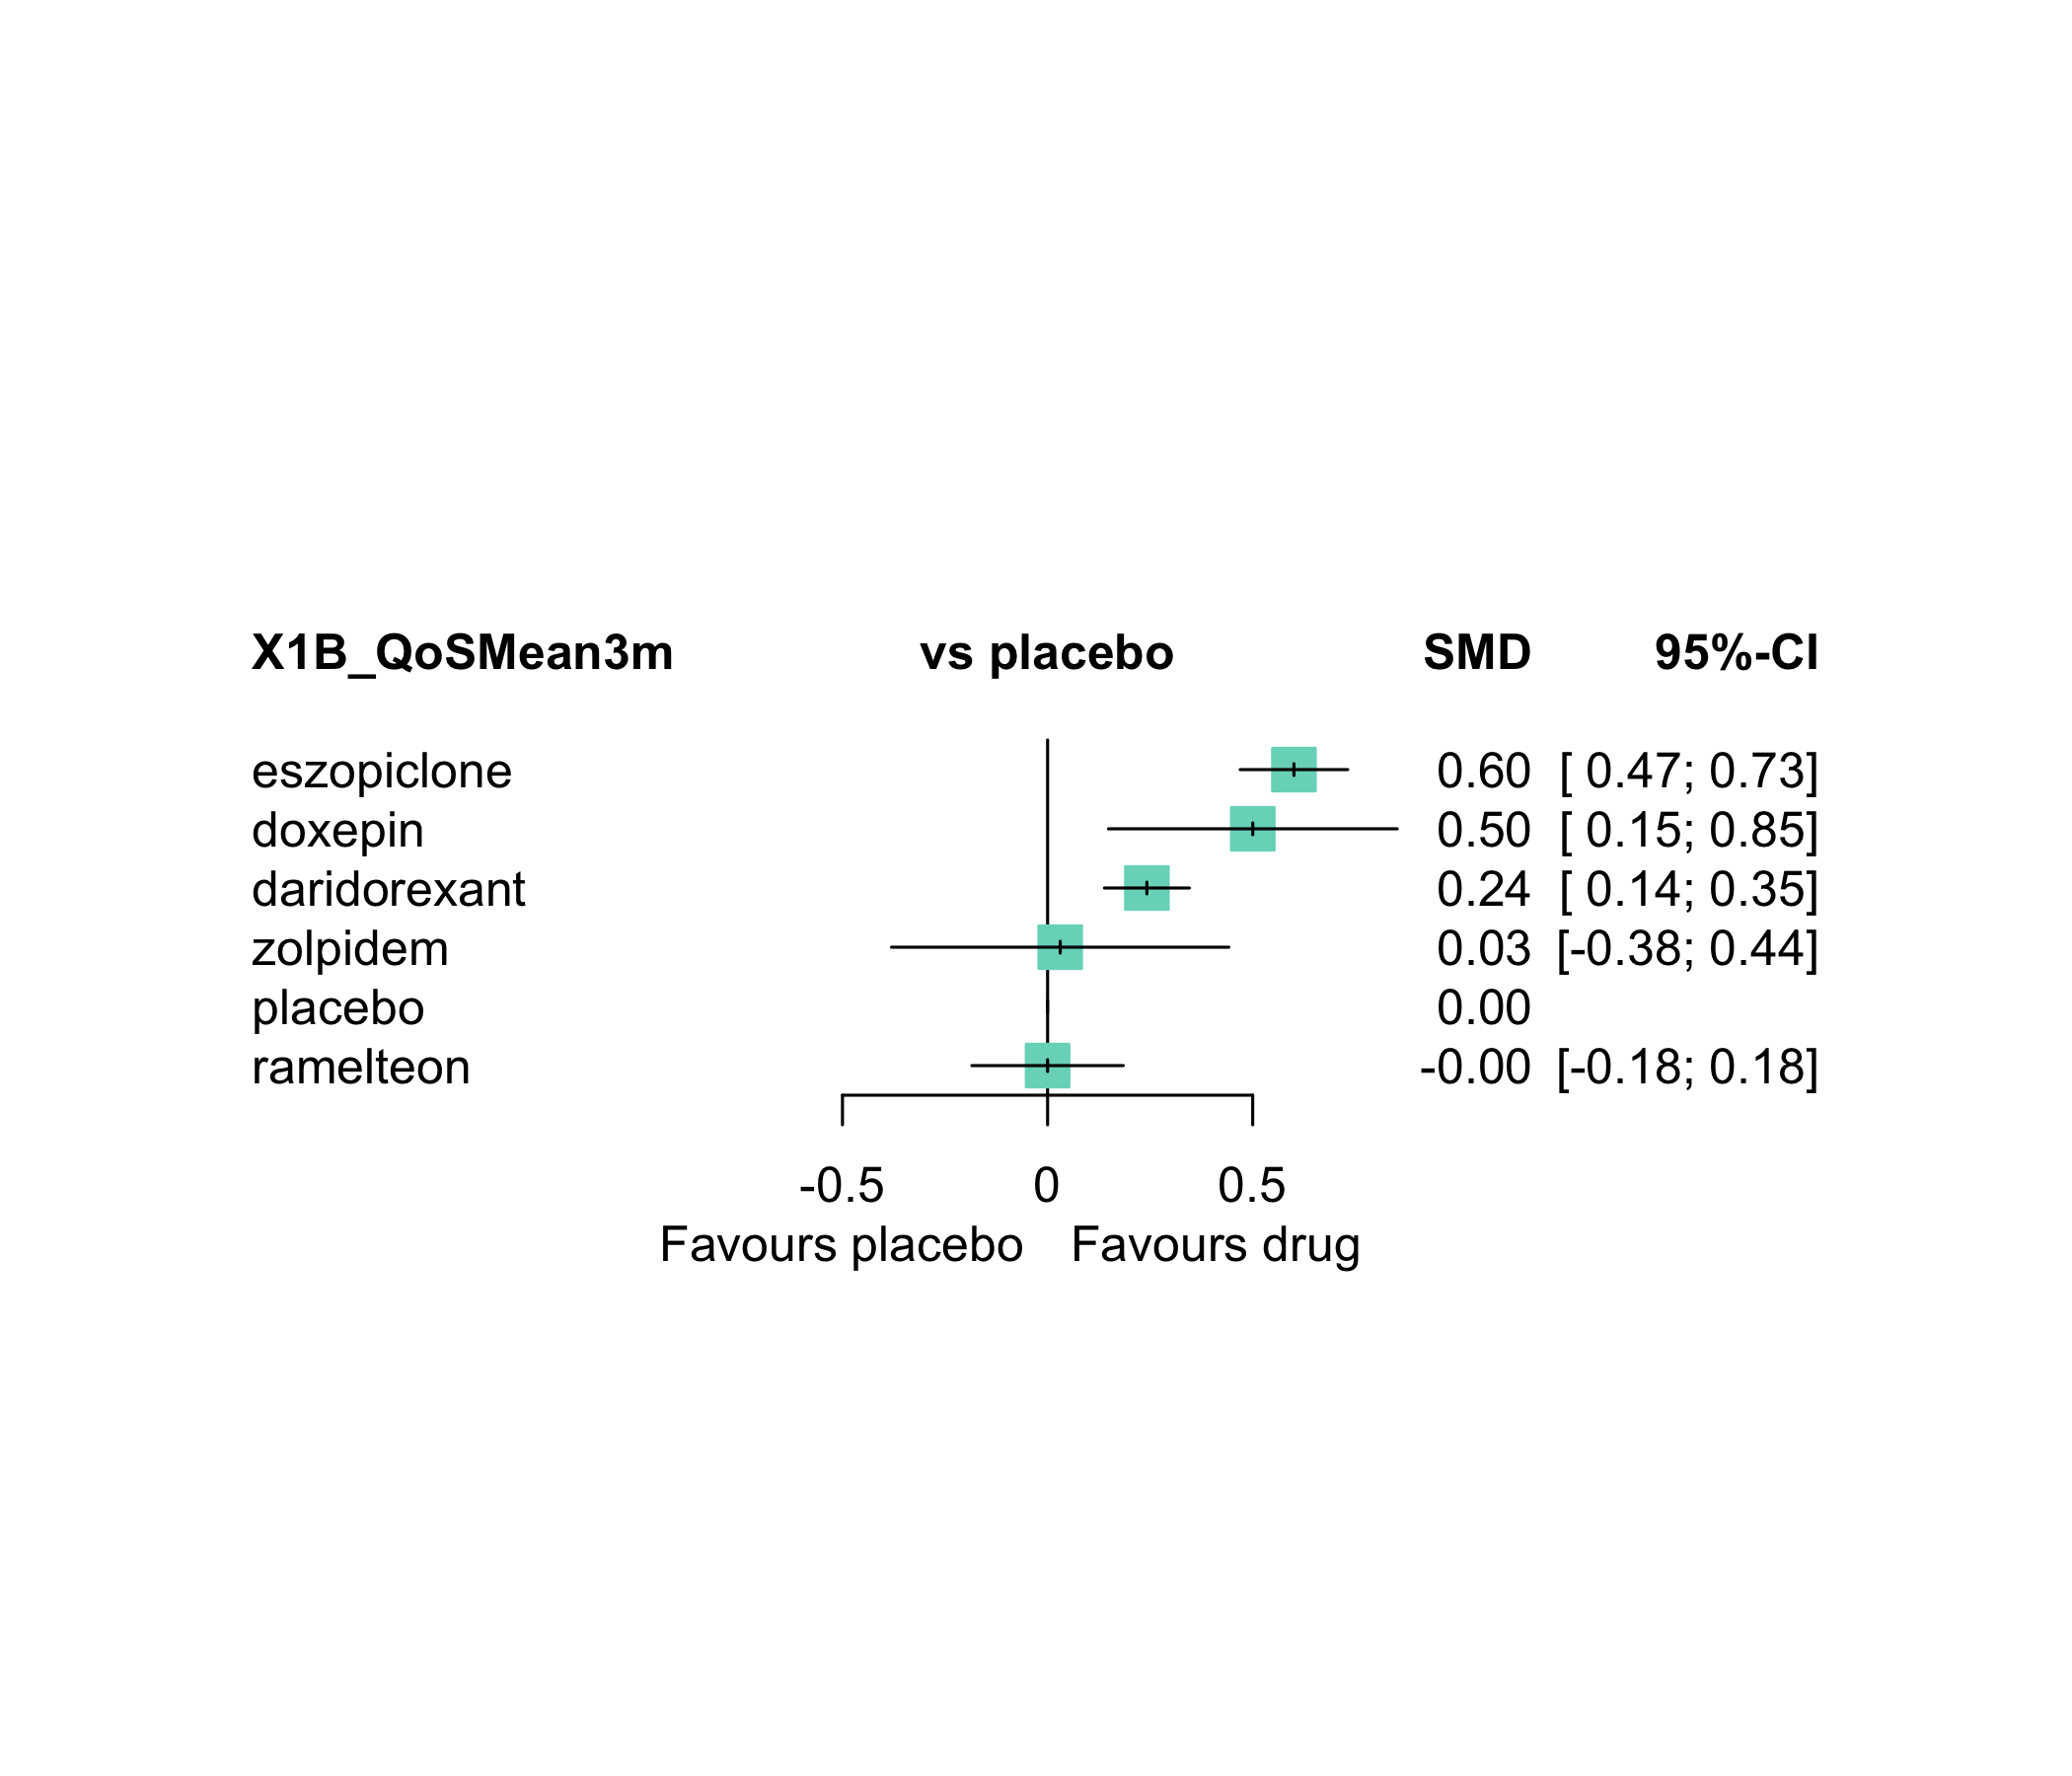 X1B_QoSMean3m vs placebo SMD 95%-CI
eszopiclone 0.60 [ 0.47; 0.73]
doxepin 0.50 [ 0.15; 0.85]
daridorexant 0.24 [ 0.14; 0.35]
zolpidem 0.03 [-0.38; 0.44]
placebo 0.00
ramelteon -0.00 [-0.18; 0.18]
-0.5 0 0.5
Favours placebo Favours drug